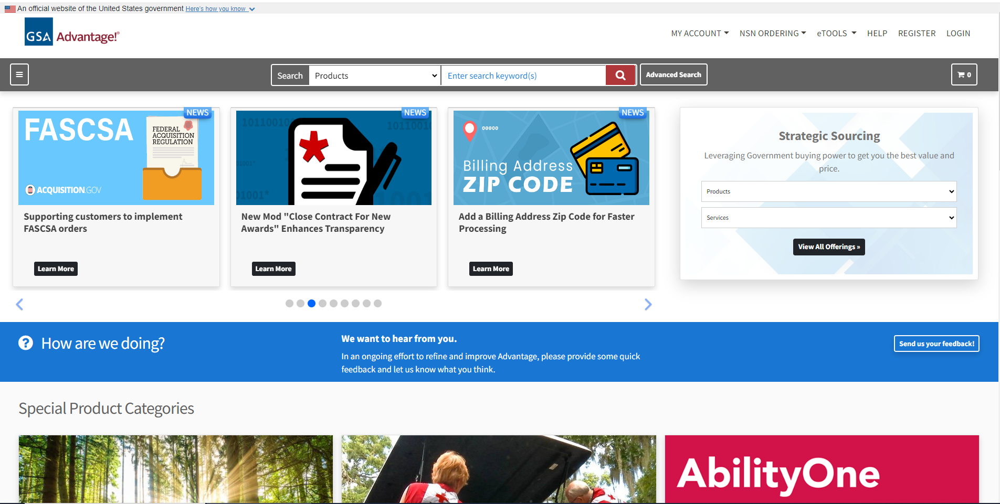 An official website of the United States government Here's how you know
GSA Advantage!®
MY ACCOUNT NSN ORDERING eTOOLS HELP REGISTER LOGIN
Search Products Enter search keyword(s) Advanced Search 0
NEWS
FASCSA
FEDERAL
ACQUISITION
REGULATION
ACQUISITION.GOV
Supporting customers to implement
FASCSA orders
Learn More
NEWS
10110010
10110010
01001*
01001*
1001
New Mod "Close Contract For New
Awards" Enhances Transparency
Learn More
NEWS
00000
Billing Address
ZIP CODE
Add a Billing Address Zip Code for Faster
Processing
Learn More
Strategic Sourcing
Leveraging Government buying power to get you the best value and
price.
Products
Services
View All Offerings »
How are we doing?
We want to hear from you.
In an ongoing effort to refine and improve Advantage, please provide some quick
feedback and let us know what you think.
Send us your feedback!
Special Product Categories
AbilityOne